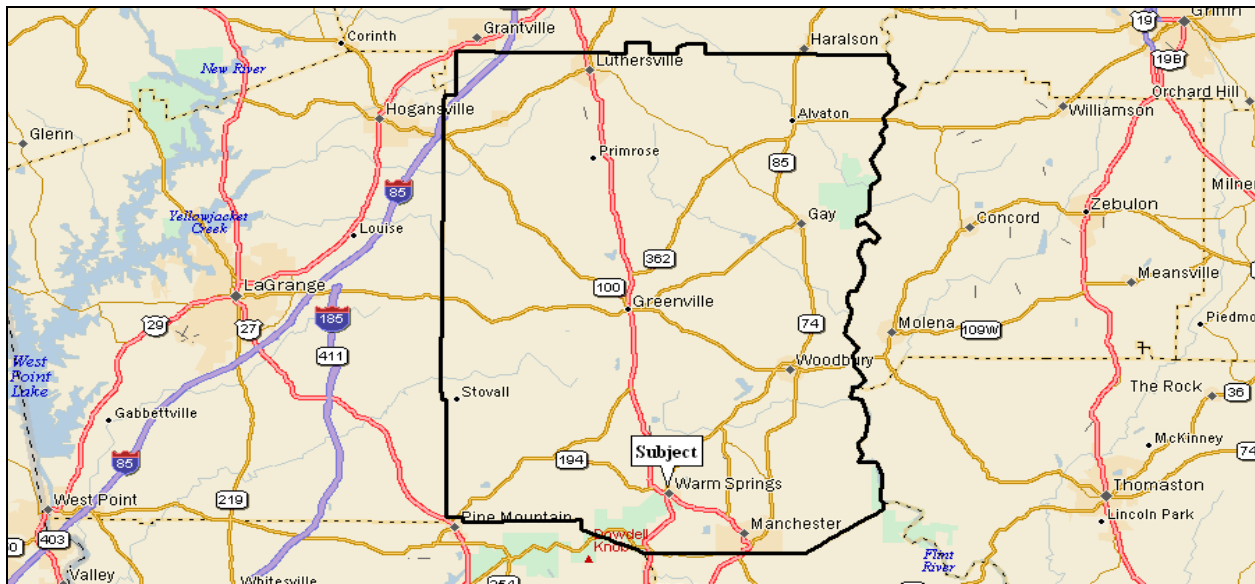 Corinth
Grantville
Haralson
19
Griffin
19B
New River
Luthersville
Hogansville
Alvaton
Williamson
Orchard Hill
Glenn
Primrose
85
85
Milner
Yellowjacket
Creek
Louise
Gay
Concord
Zebulon
362
Meansville
LaGrange
100
Greenville
29
27
185
74
Molena
109W
Piedmo
411
West
Point
Lake
Woodbury
Stovall
The Rock
36
Gabbettville
McKinney
Subject
74
85
194
Warm Springs
West Point
219
Thomaston
Pine Mountain
Manchester
Lincoln Park
403
Dowdell
Knob
Flint
River
Valley
Whitesville